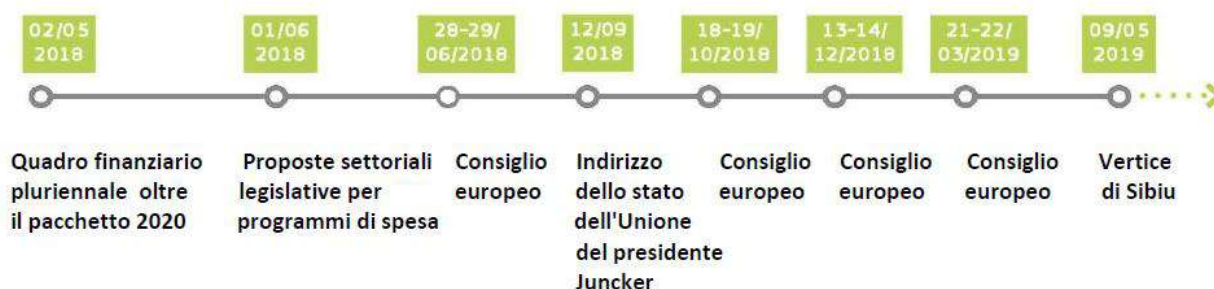 02/05
2018
01/06
2018
28-29/
06/2018
12/09
2018
18-19/
10/2018
13-14/
12/2018
21-22/
03/2019
09/05
2019
Quadro finanziario
pluriennale oltre
il pacchetto 2020
Proposte settoriali
legislative per
programmi di spesa
Consiglio
europeo
Indirizzo
dello stato
dell'Unione
del presidente
Juncker
Consiglio
europeo
Consiglio
europeo
Consiglio
europeo
Vertice
di Sibiu